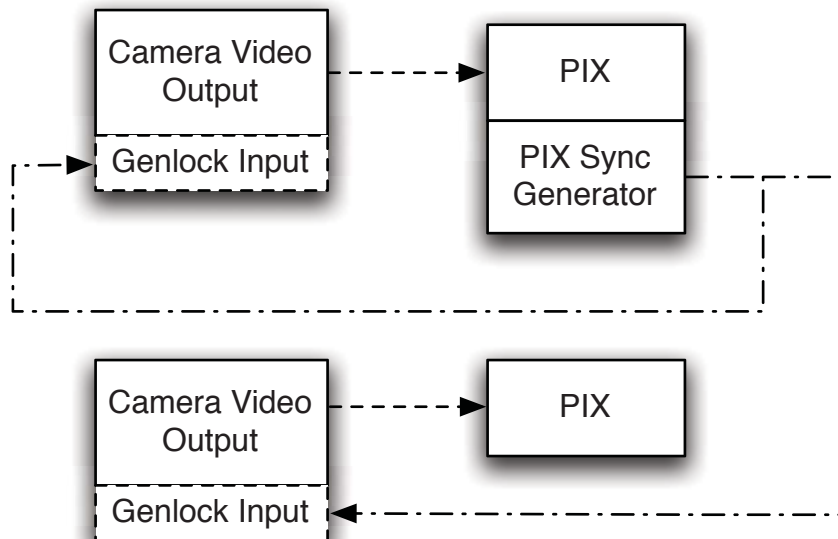 Camera Video
Output
Genlock Input
PIX
PIX Sync
Generator
Camera Video
Output
Genlock Input
PIX